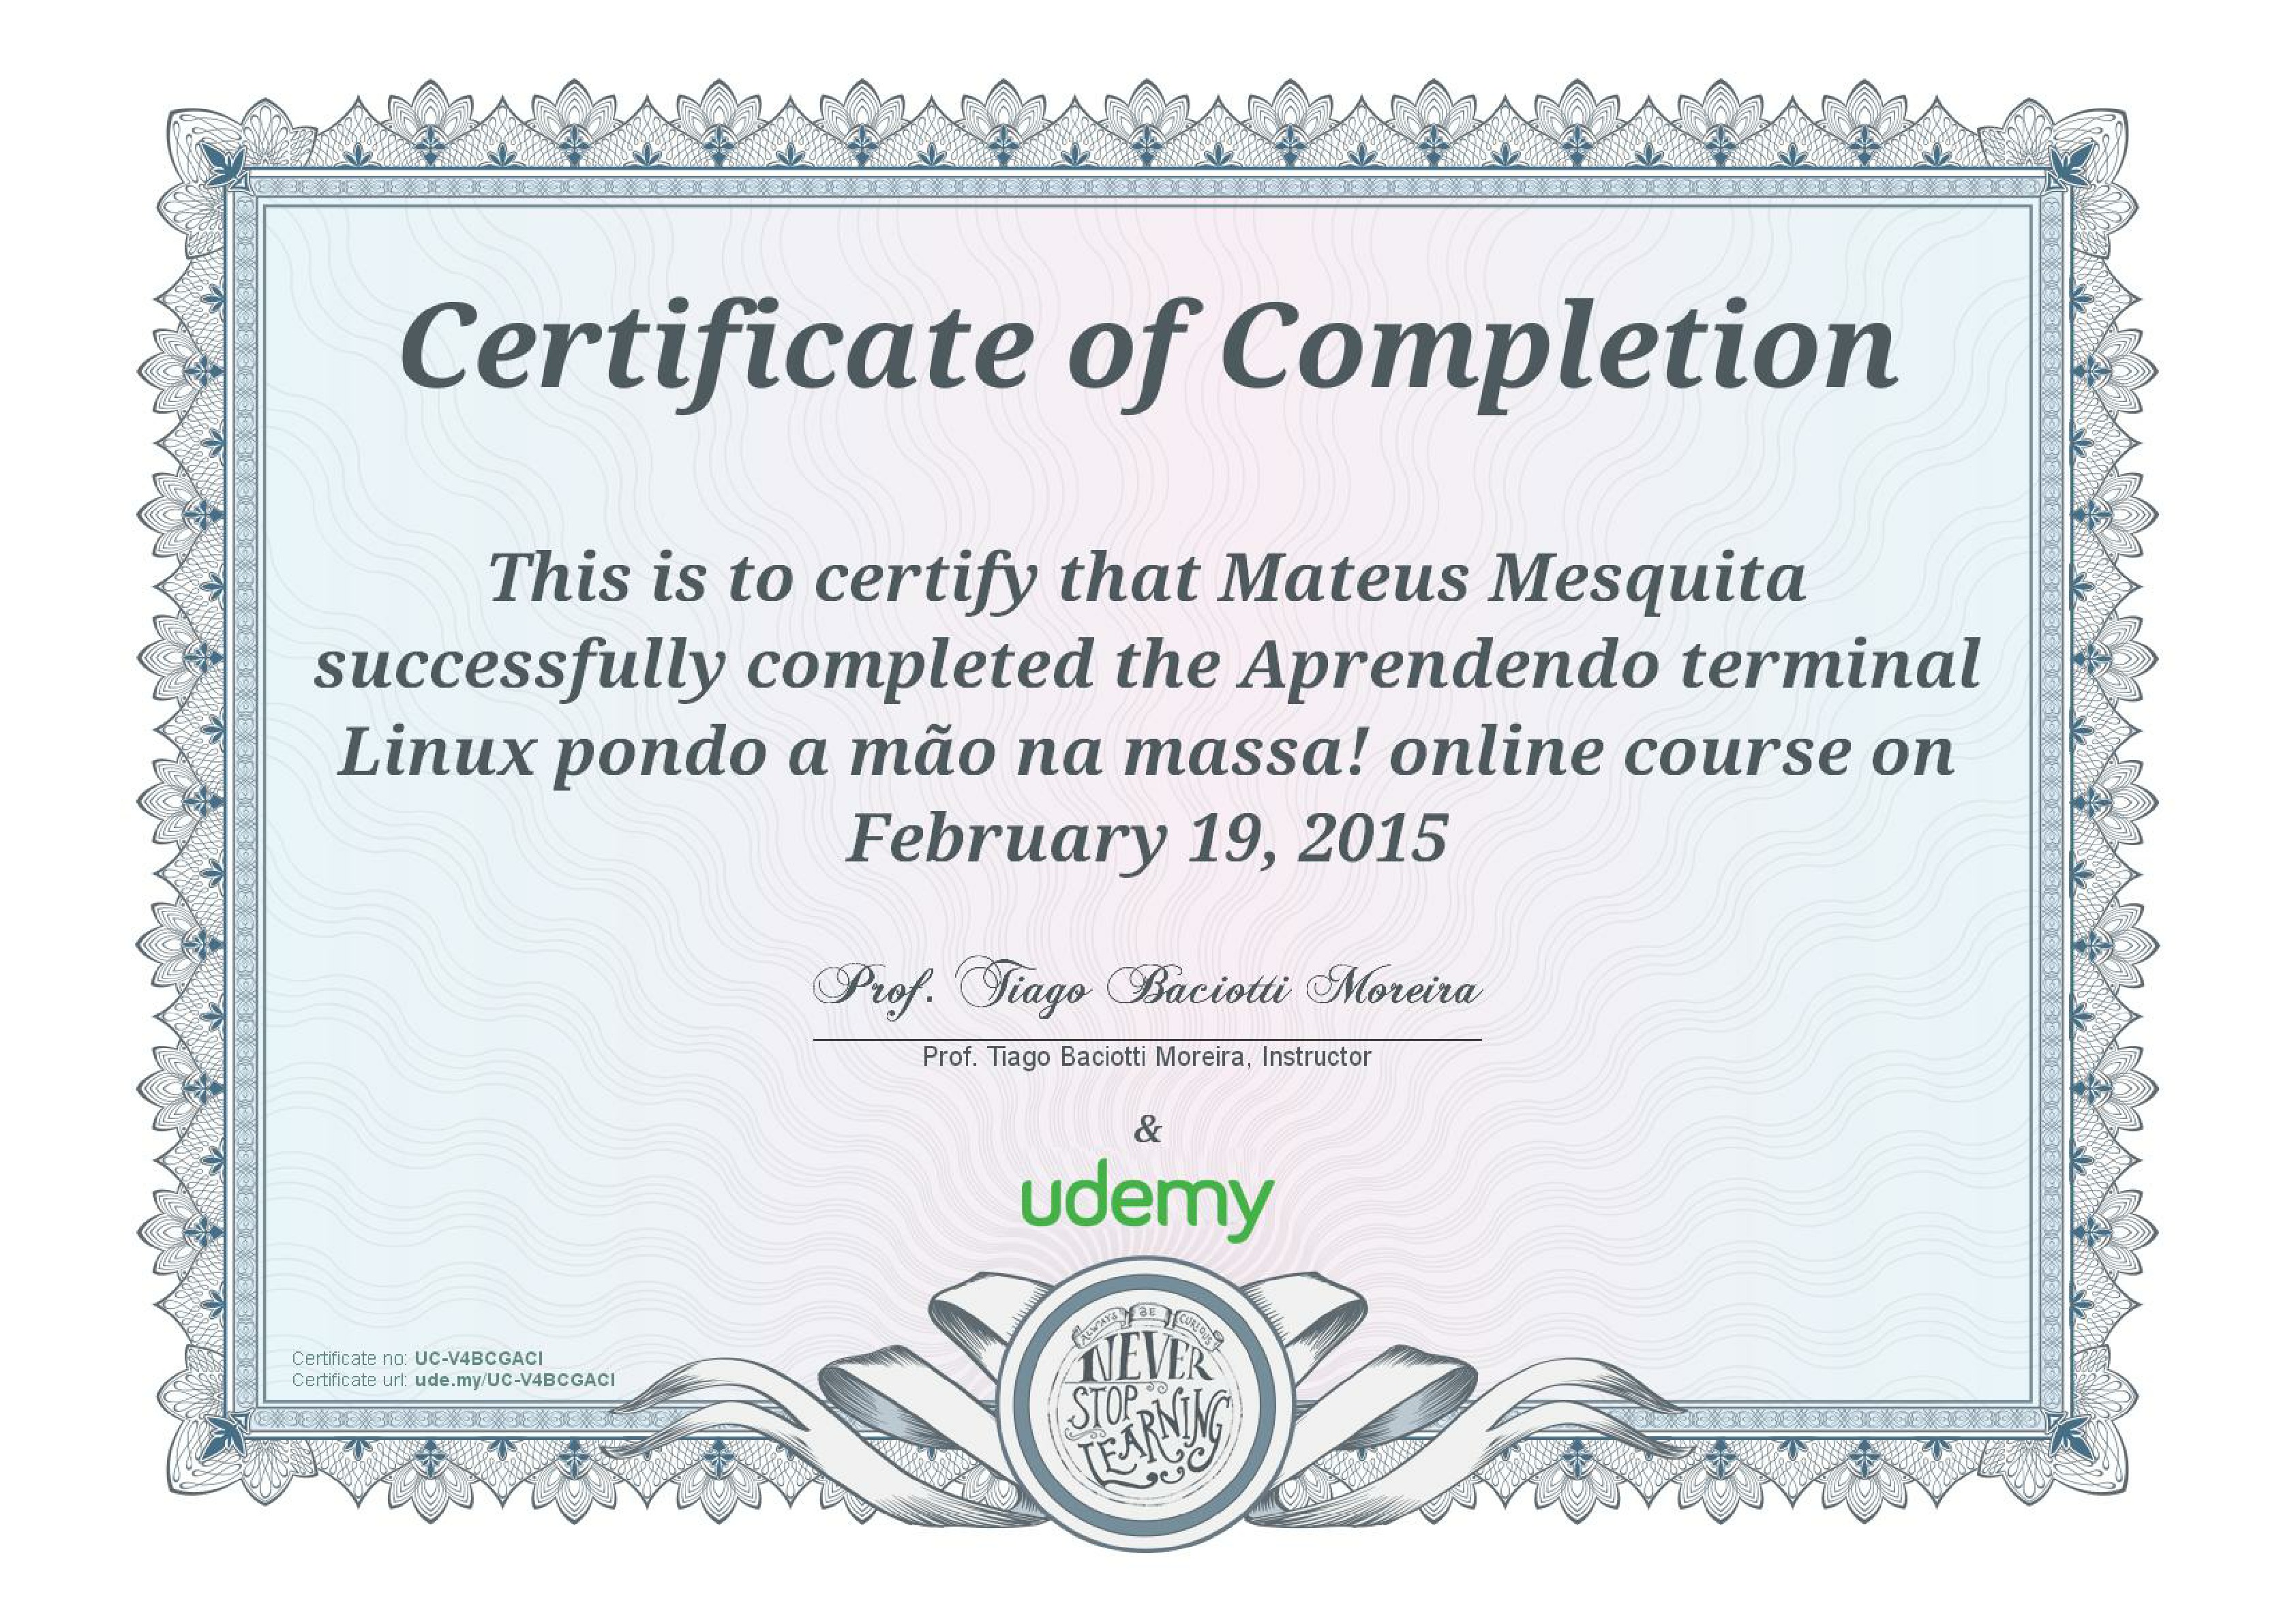 Certificate of Completion
This is to certify that Mateus Mesquita
successfully completed the Aprendendo terminal
Linux pondo a mão na massa! online course on
February 19, 2015
Prof. Tiago Baciotti Moreira
Prof. Tiago Baciotti Moreira, Instructor
&
udemy
Certificate no: UC-V4BCGACI
Certificate url: ude.my/UC-V4BCGACI
ALWAYS BE CURIOUS
NEVER
STOP
LEARNING